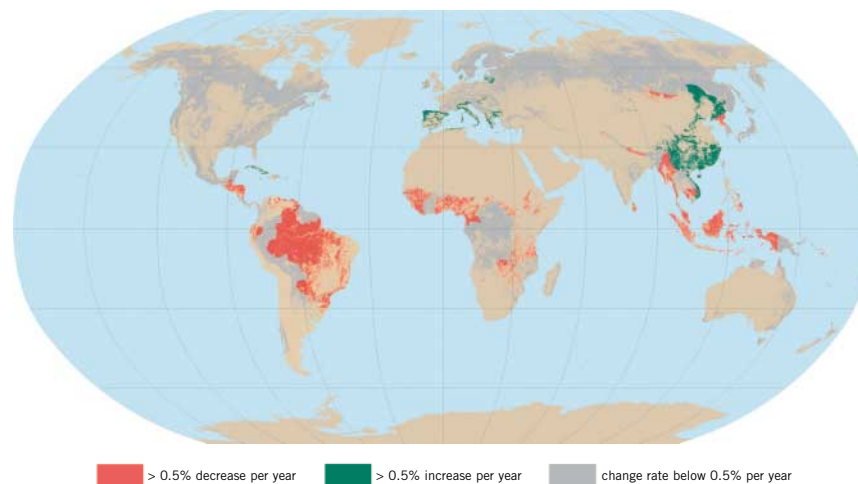 > 0.5% decrease per year > 0.5% increase per year change rate below 0.5% per year